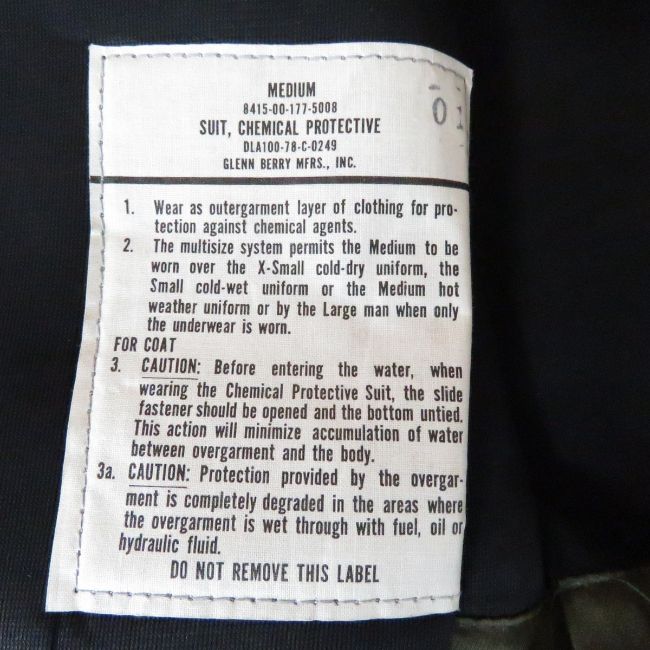 MEDIUM
8415-00-177-5008
SUIT, CHEMICAL PROTECTIVE
DLA100-78-C-0249
GLENN BERRY MFRS., INC.
1. Wear as outergarment layer of clothing for pro-
tection against chemical agents.
2. The multisize system permits the Medium to be
worn over the X-Small cold-dry uniform, the
Small cold-wet uniform or the Medium hot
weather uniform or by the Large man when only
the underwear is worn.
FOR COAT
3. CAUTION: Before entering the water, when
wearing the Chemical Protective Suit, the slide
fastener should be opened and the bottom untied.
This action will minimize accumulation of water
between overgarment and the body.
3a. CAUTION: Protection provided by the overgar-
ment is completely degraded in the areas where
the overgarment is wet through with fuel, oil or
hydraulic fluid.
DO NOT REMOVE THIS LABEL